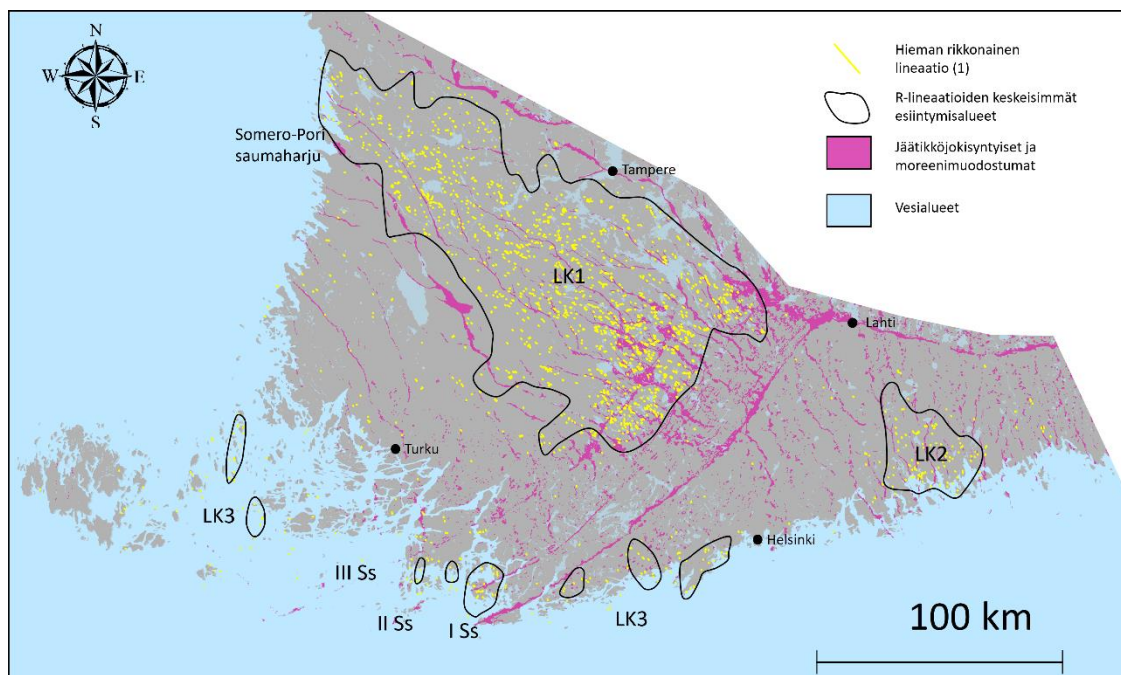 N
W
E
S
Hieman rikkonainen
lineaatio (1)
R-lineaatioiden keskeisimmät
esiintymisalueet
Jäätikköjokisyntyiset ja
moreenimuodostumat
Vesialueet
Somero-Pori
saumaharju
Tampere
LK1
Lahti
Turku
LK2
LK3
Helsinki
III Ss
II Ss
I Ss
LK3
100 km